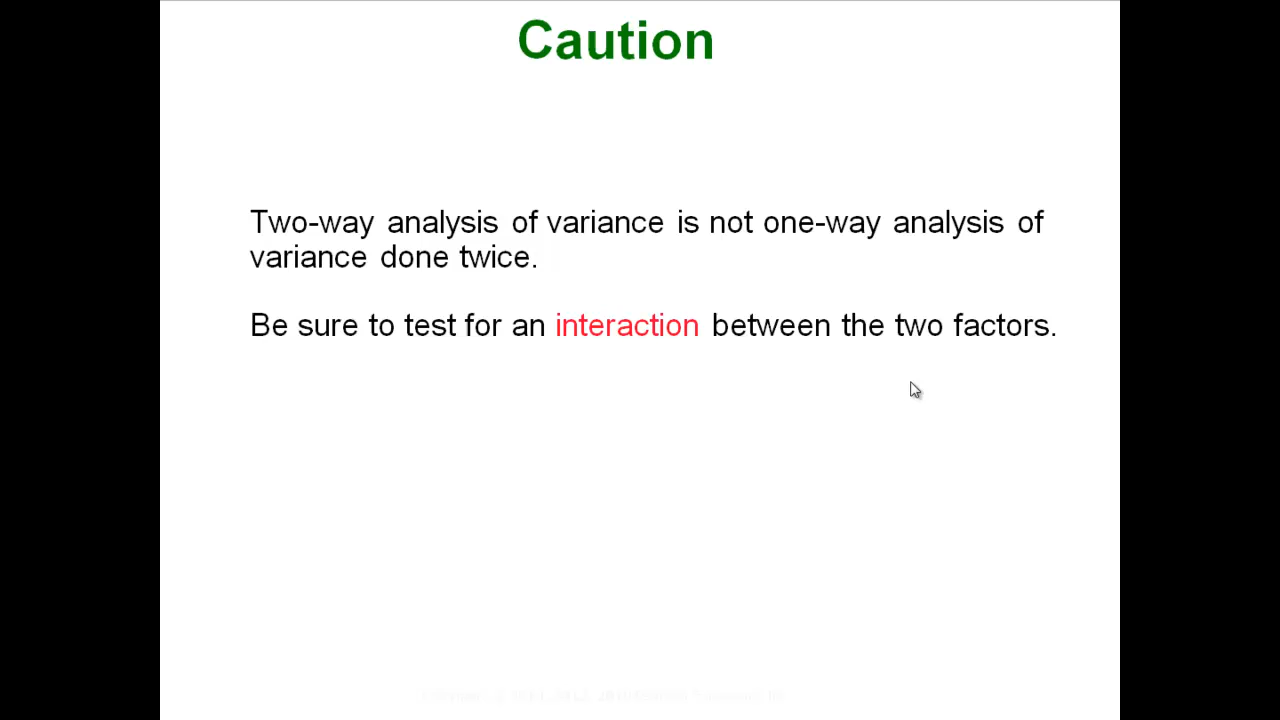 Caution
Two-way analysis of variance is not one-way analysis of
variance done twice.
Be sure to test for an interaction between the two factors.